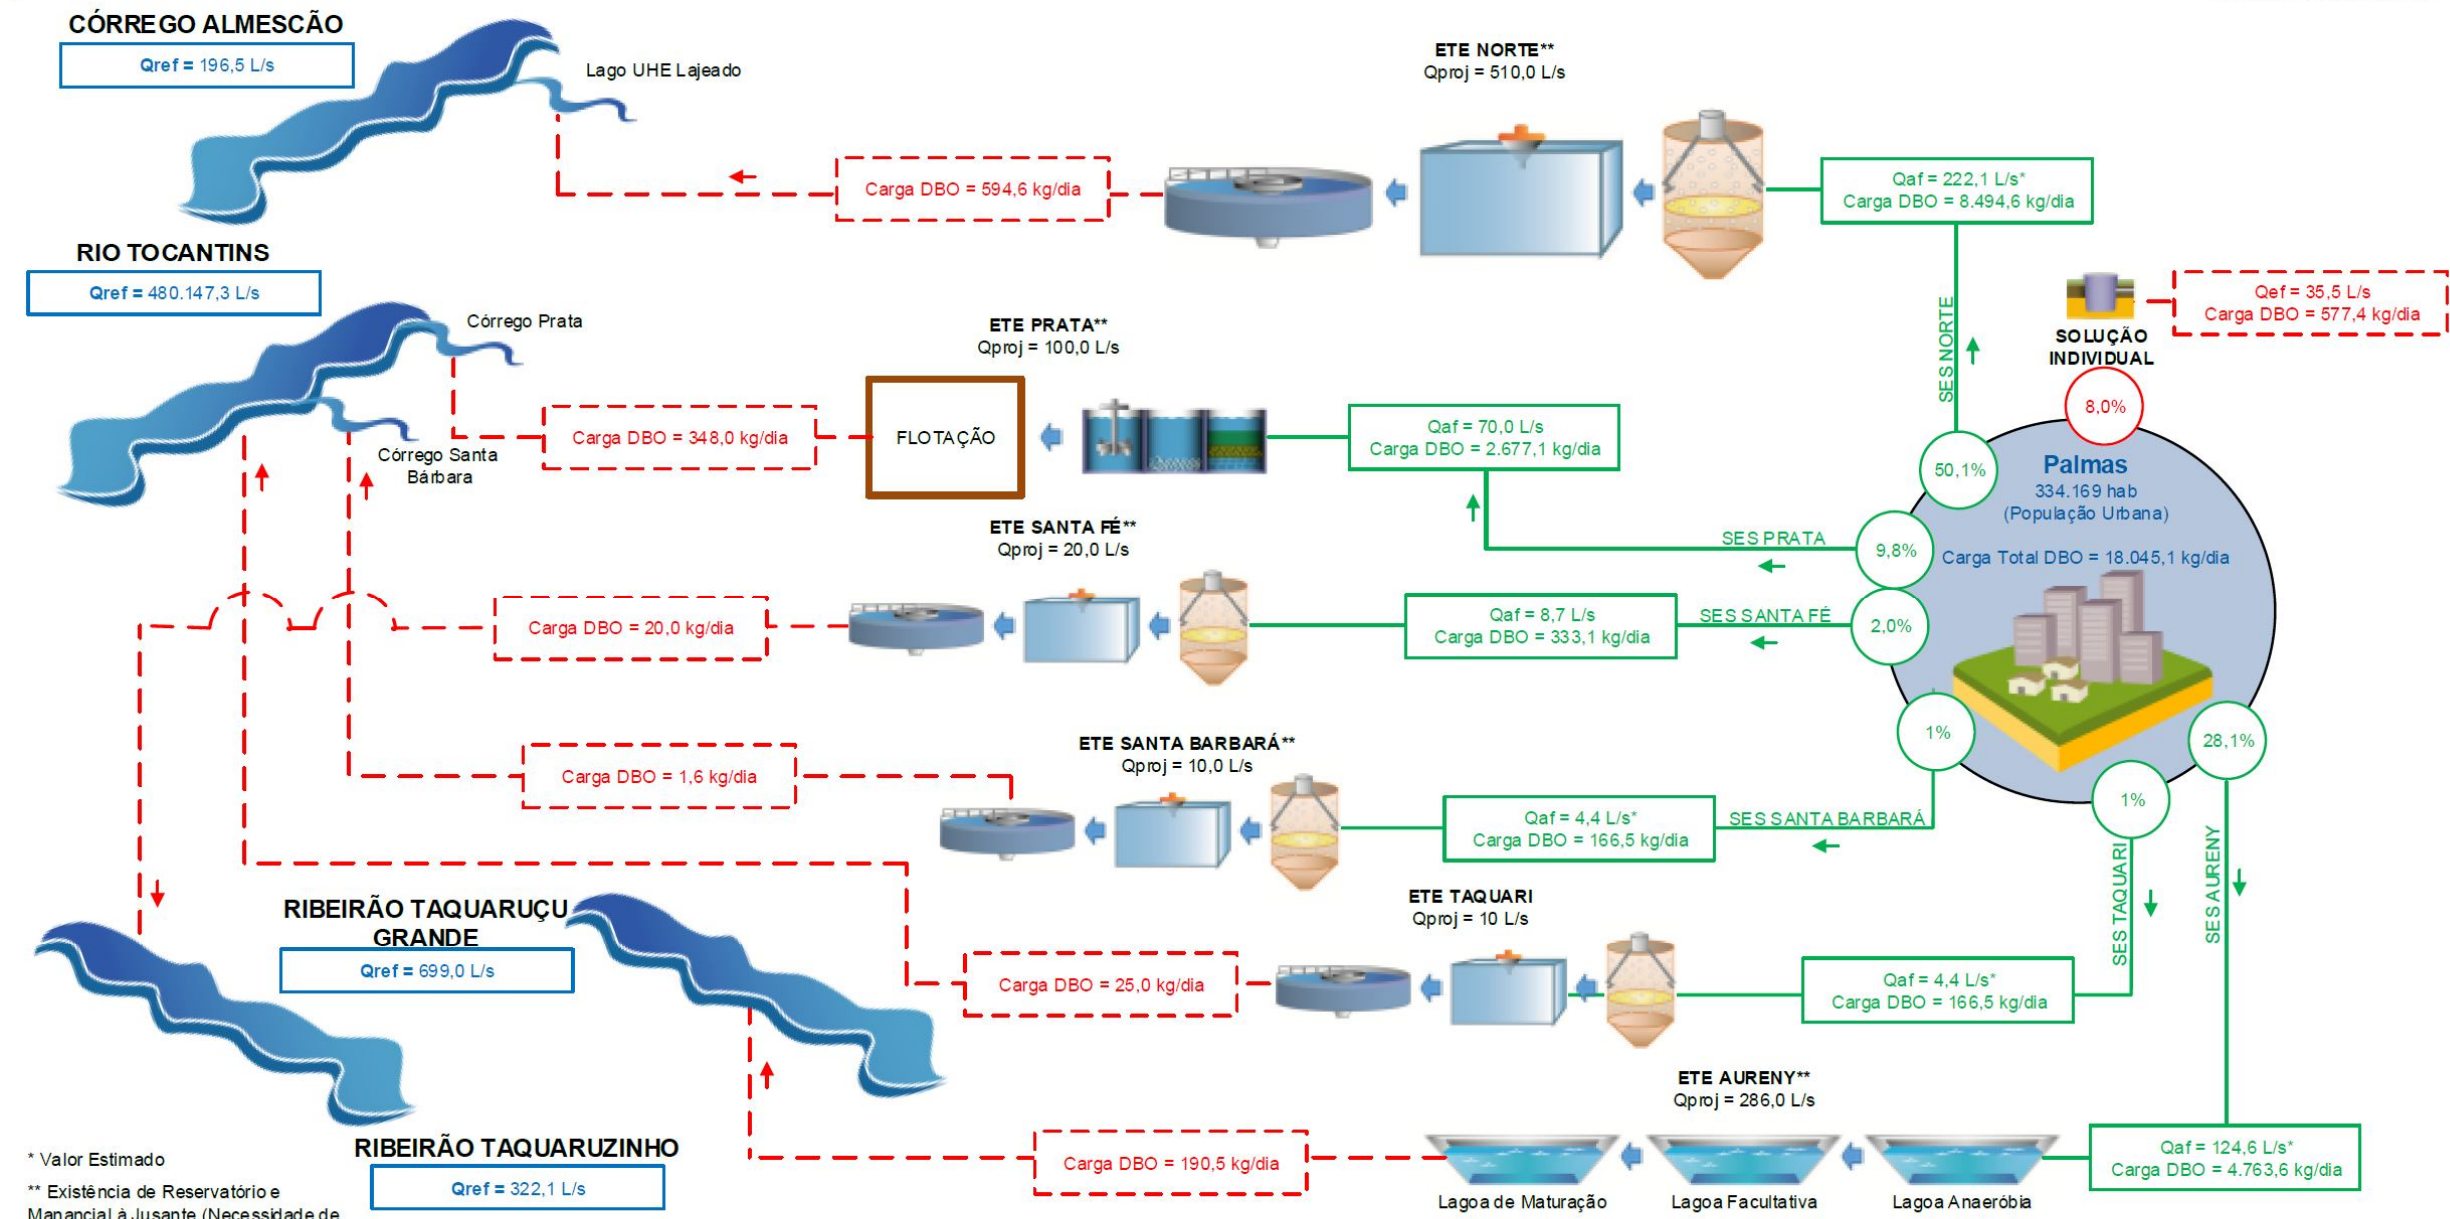 CÓRREGO ALMESCÃO
Qref = 196,5 L/s
Lago UHE Lajeado
ETE NORTE**
Qproj = 510,0 L/s
Carga DBO = 594,6 kg/dia
Qaf = 222,1 L/s*
Carga DBO = 8.494,6 kg/dia
RIO TOCANTINS
Qref = 480.147,3 L/s
Córrego Prata
Córrego Santa
Bárbara
ETE PRATA**
Qproj = 100,0 L/s
Carga DBO = 348,0 kg/dia
FLOTAÇÃO
Qaf = 70,0 L/s
Carga DBO = 2.677,1 kg/dia
SES NORTE
Qef = 35,5 L/s
Carga DBO = 577,4 kg/dia
SOLUÇÃO
INDIVIDUAL
8,0%
50,1%
Palmas
334.169 hab
(População Urbana)
Carga Total DBO = 18.045,1 kg/dia
SES PRATA
9,8%
ETE SANTA FÉ**
Qproj = 20,0 L/s
Carga DBO = 20,0 kg/dia
Qaf = 8,7 L/s
Carga DBO = 333,1 kg/dia
SES SANTA FÉ
2,0%
ETE SANTA BARBARÁ**
Qproj = 10,0 L/s
Carga DBO = 1,6 kg/dia
Qaf = 4,4 L/s*
Carga DBO = 166,5 kg/dia
SES SANTA BARBARÁ
1%
28,1%
1%
SES TAQUARI
SES AURENY
RIBEIRÃO TAQUARUÇU
GRANDE
Qref = 699,0 L/s
ETE TAQUARI
Qproj = 10 L/s
Carga DBO = 25,0 kg/dia
Qaf = 4,4 L/s*
Carga DBO = 166,5 kg/dia
ETE AURENY**
Qproj = 286,0 L/s
RIBEIRÃO TAQUARUZINHO
Qref = 322,1 L/s
Carga DBO = 190,5 kg/dia
Lagoa de Maturação
Lagoa Facultativa
Lagoa Anaeróbia
Qaf = 124,6 L/s*
Carga DBO = 4.763,6 kg/dia
* Valor Estimado
** Existência de Reservatório e
Manancial à Jusante (Necessidade de